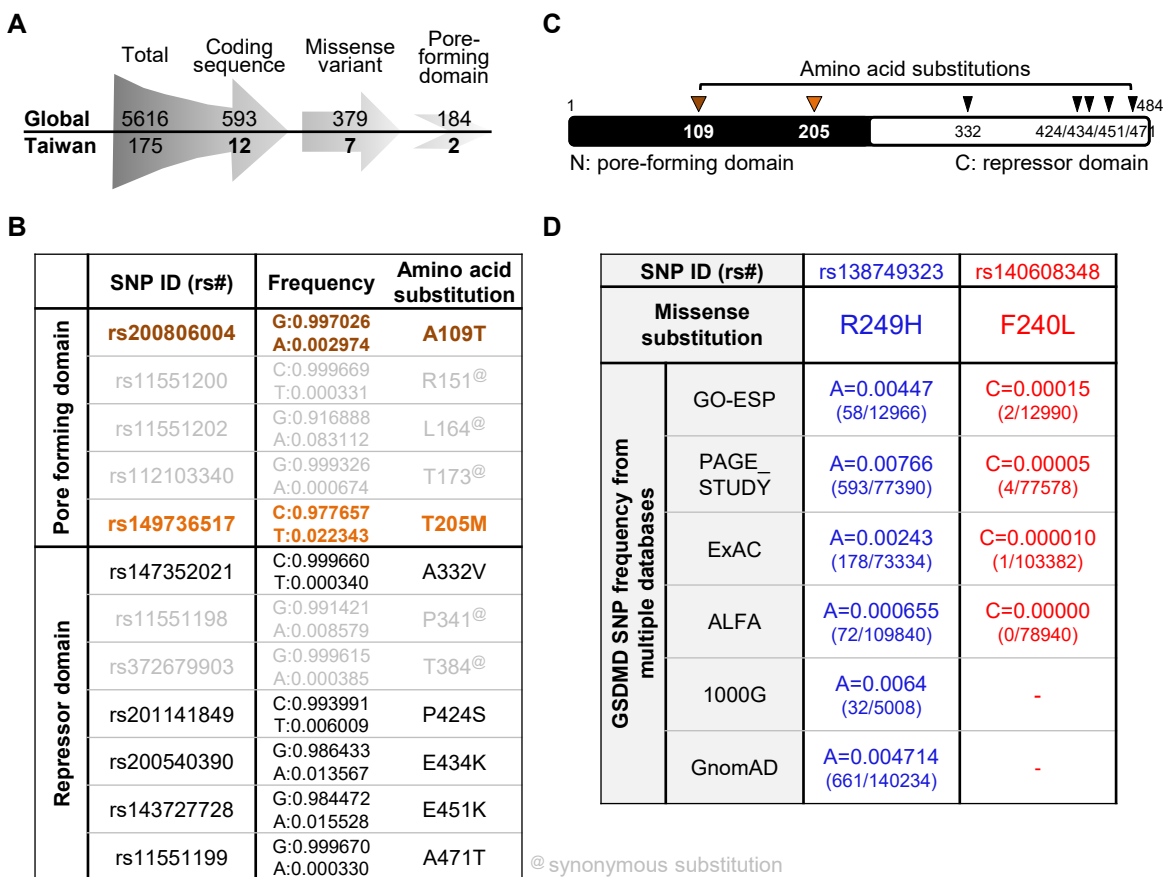 A
Total
Coding
sequence
Missense
variant
Pore-
forming
domain
Global 5616 593 379 184
Taiwan 175 12 7 2
B
SNP ID (rs#) Frequency Amino acid
substitution
Pore forming domain
rs200806004 G:0.997026
A:0.002974 A109T
rs11551200 C:0.999669
T:0.000331 R151@
rs11551202 G:0.916888
A:0.083112 L164@
rs112103340 G:0.999326
A:0.000674 T173@
rs149736517 C:0.977657
T:0.022343 T205M
Repressor domain
rs147352021 C:0.999660
T:0.000340 A332V
rs11551198 G:0.991421
A:0.008579 P341@
rs372679903 G:0.999615
A:0.000385 T384@
rs201141849 C:0.993991
T:0.006009 P424S
rs200540390 G:0.986433
A:0.013567 E434K
rs143727728 G:0.984472
A:0.015528 E451K
rs11551199 G:0.999670
A:0.000330 A471T
@synonymous substitution
C
Amino acid substitutions
1 484
109 205 332 424/434/451/471
N: pore-forming domain C: repressor domain
D
SNP ID (rs#) rs138749323 rs140608348
Missense
substitution R249H F240L
GSDMD SNP frequency from
multiple databases
GO-ESP A=0.00447
(58/12966) C=0.00015
(2/12990)
PAGE_
STUDY A=0.00766
(593/77390) C=0.00005
(4/77578)
ExAC A=0.00243
(178/73334) C=0.000010
(1/103382)
ALFA A=0.000655
(72/109840) C=0.00000
(0/78940)
1000G A=0.0064
(32/5008) -
GnomAD A=0.004714
(661/140234) -